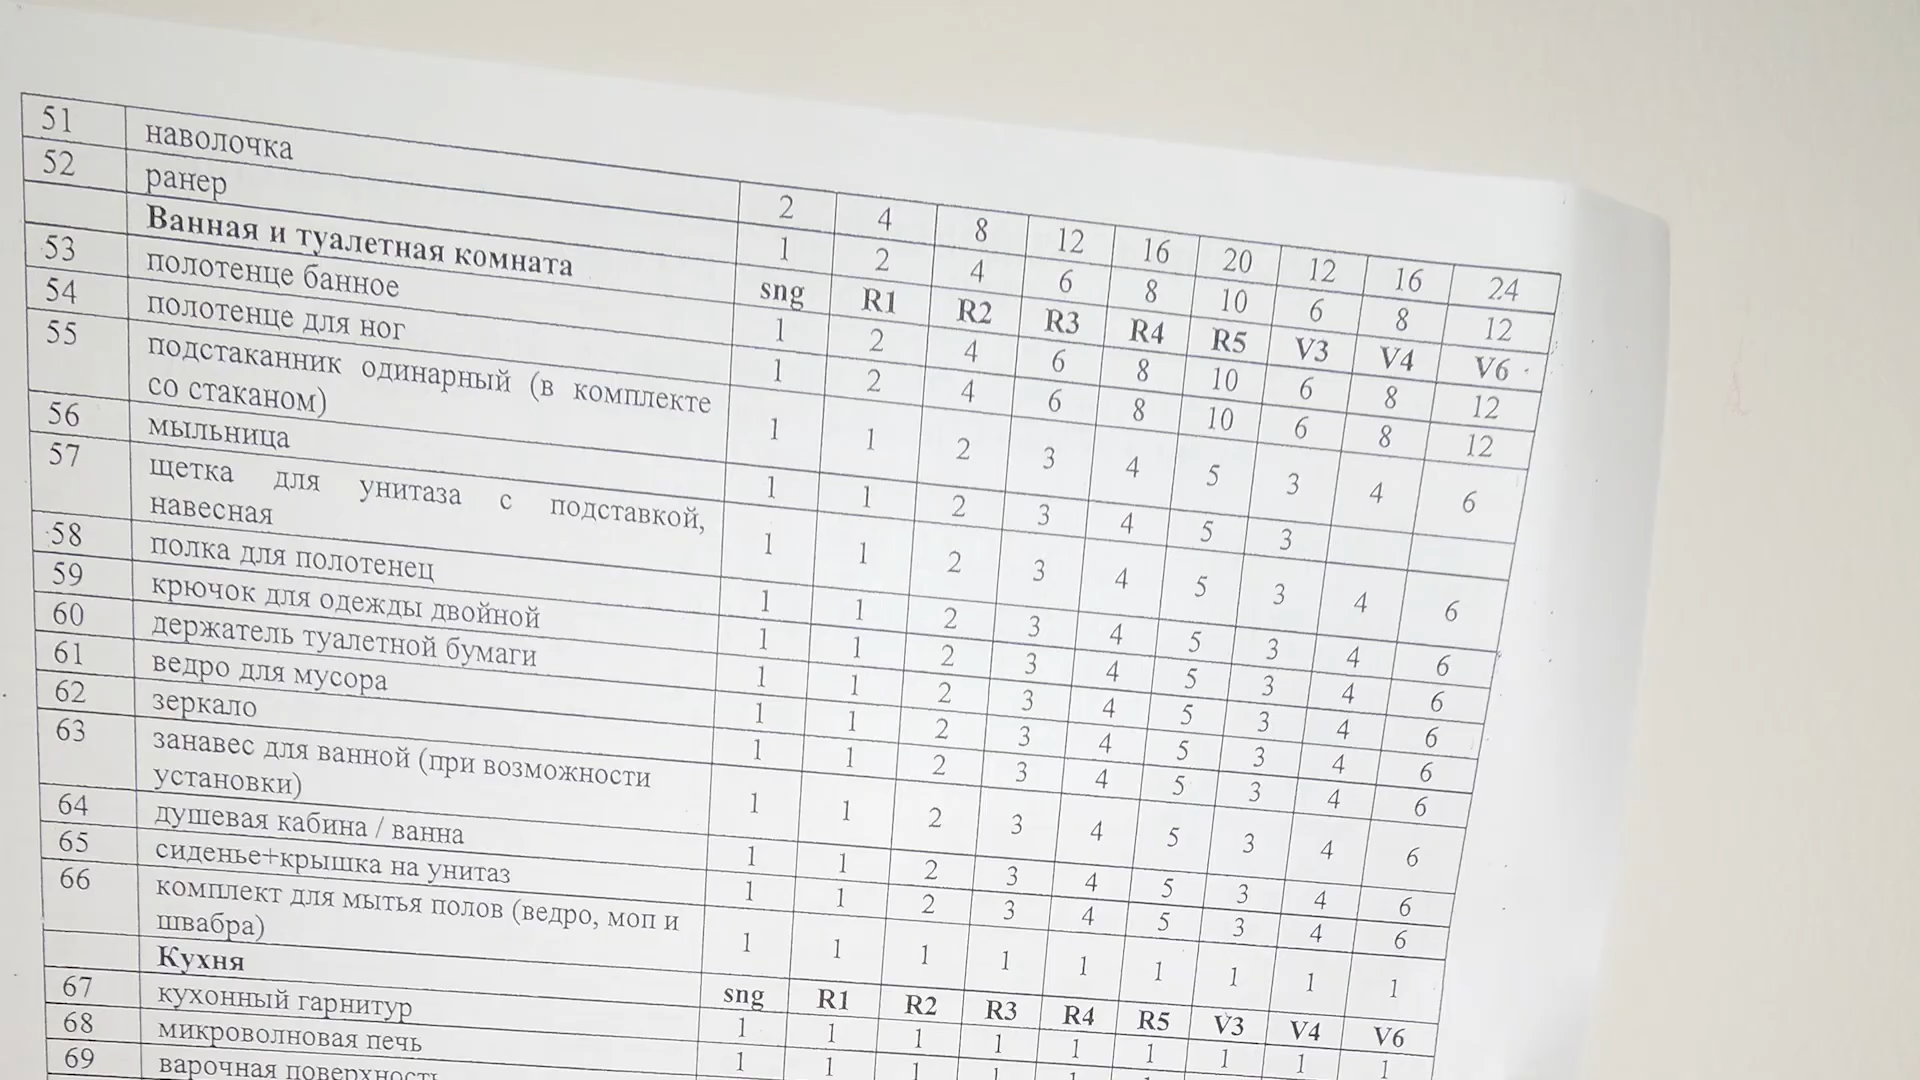 51 наволочка 2 4 8 12 16 20 12 16 24
52 ранер 1 2 4 6 8 10 6 8 12
Ванная и туалетная комната sng R1 R2 R3 R4 R5 V3 V4 V6
53 полотенце банное 1 2 4 6 8 10 6 8 12
54 полотенце для ног 1 2 4 6 8 10 6 8 12
55 подстаканник одинарный (в комплекте
со стаканом) 1 1 2 3 4 5 3 4 6
56 мыльница 1 1 2 3 4 5 3
57 щетка для унитаза с подставкой,
навесная 1 1 2 3 4 5 3 4 6
58 полка для полотенец 1 1 2 3 4 5 3 4 6
59 крючок для одежды двойной 1 1 2 3 4 5 3 4 6
60 держатель туалетной бумаги 1 1 2 3 4 5 3 4 6
61 ведро для мусора 1 1 2 3 4 5 3 4 6
62 зеркало 1 1 2 3 4 5 3 4 6
63 занавес для ванной (при возможности
установки) 1 1 2 3 4 5 3 4 6
64 душевая кабина / ванна 1 1 2 3 4 5 3 4 6
65 сиденье+крышка на унитаз 1 1 2 3 4 5 3 4 6
66 комплект для мытья полов (ведро, моп и
швабра) 1 1 1 1 1 1 1 1 1
Кухня sng R1 R2 R3 R4 R5 V3 V4 V6
67 кухонный гарнитур 1 1 1 1 1 1 1 1 1
68 микроволновая печь 1 1 1 1 1 1
69 варочная поверхность